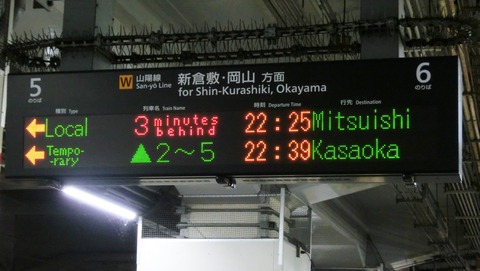 5 のりば
W 山陽線 San-yō Line
新倉敷・岡山 方面
for Shin-Kurashiki, Okayama
6 のりば
種別 Type 列車名 Train Name 時刻 Departure Time 行先 Destination
← Local 3 minutes behind 22:25 Mitsuishi
← Tempo-rary ▲2～5 22:39 Kasaoka